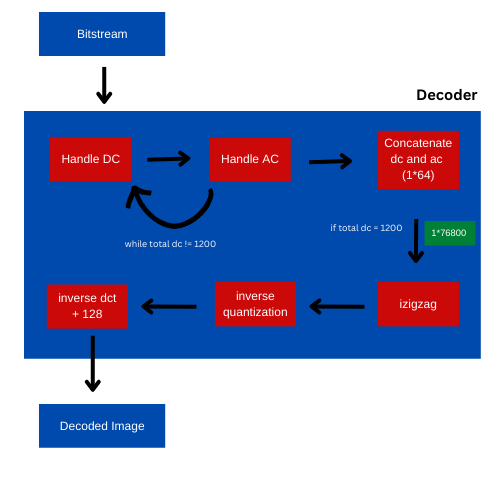 Bitstream
Decoder
Handle DC
Handle AC
Concatenate
dc and ac
(1*64)
while total dc != 1200
if total dc = 1200
1*76800
inverse dct
+ 128
inverse
quantization
izigzag
Decoded Image